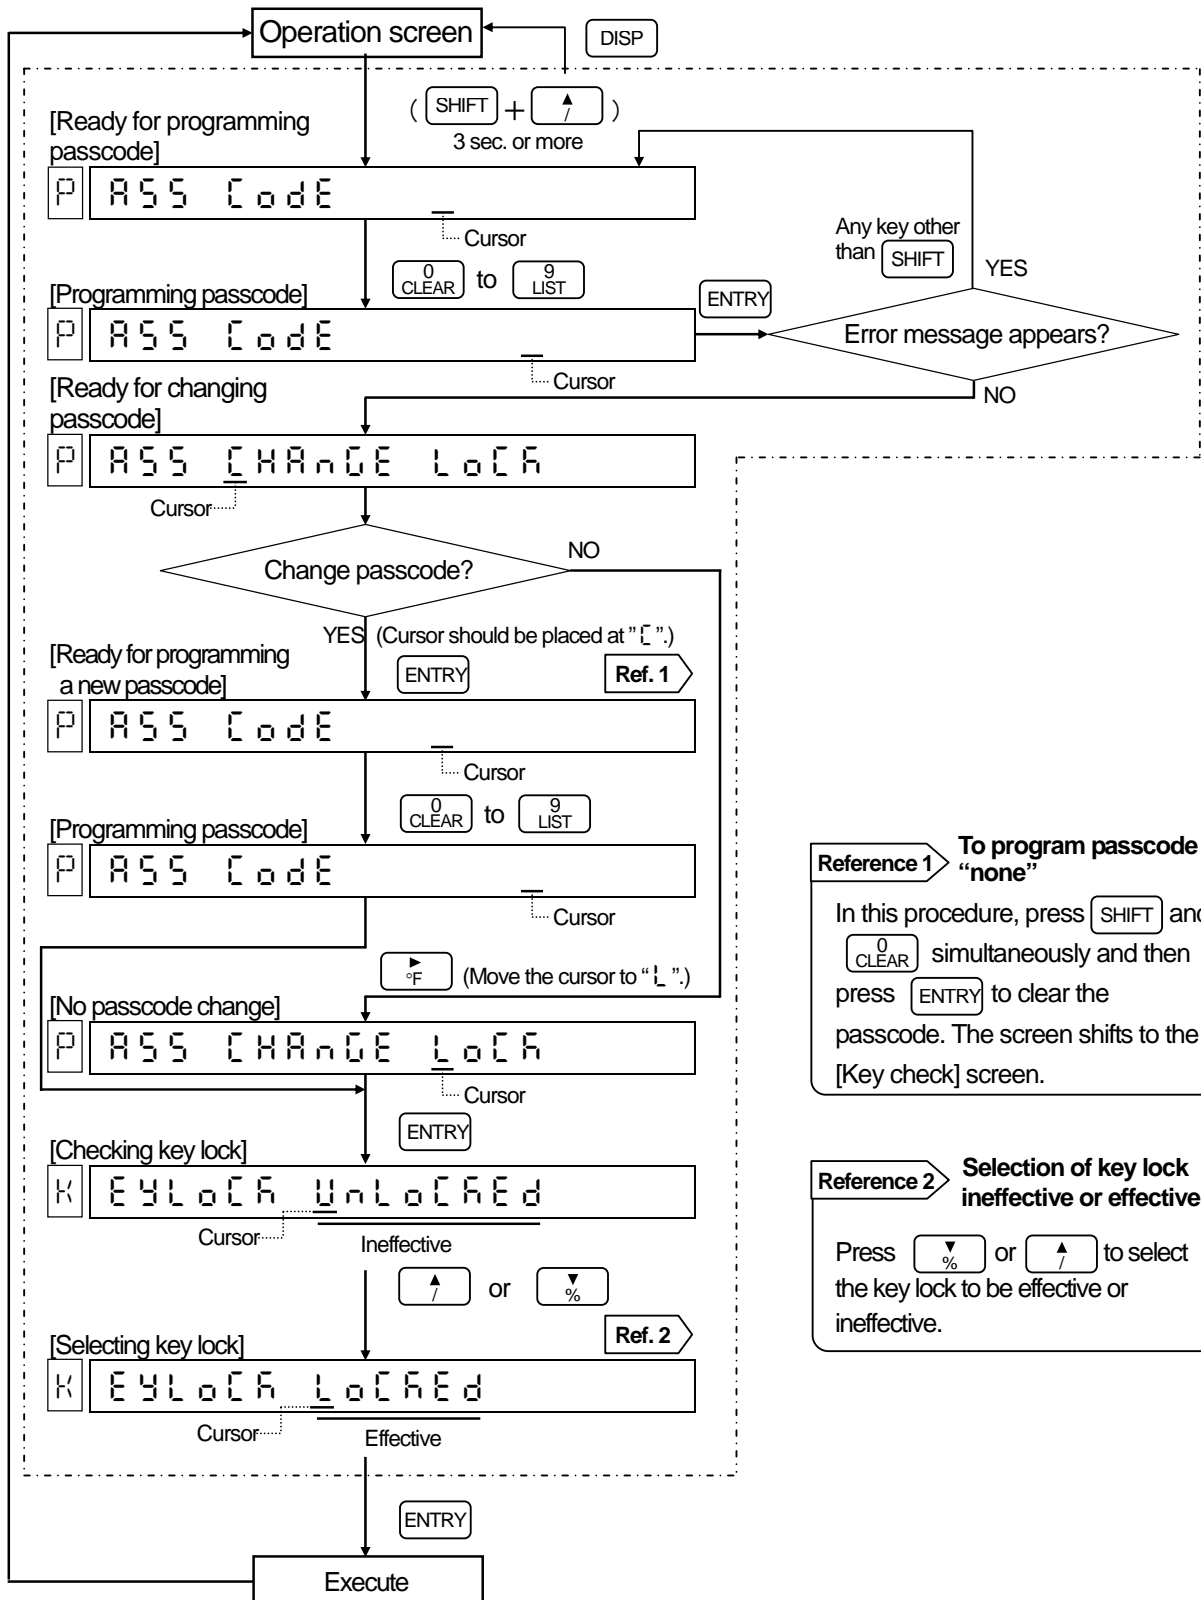 Operation screen
DISP
( SHIFT + ▲ / )
3 sec. or more
[Ready for programming
passcode]
P ASS CodE
Cursor
Any key other
than SHIFT
YES
0 CLEAR to 9 LIST
[Programming passcode]
ENTRY
P ASS CodE
Error message appears?
Cursor
NO
[Ready for changing
passcode]
P ASS CHAnGE LoCK
Cursor
Change passcode?
NO
YES (Cursor should be placed at ” C ”.)
[Ready for programming
a new passcode]
ENTRY
Ref. 1
P ASS CodE
Cursor
0 CLEAR to 9 LIST
[Programming passcode]
P ASS CodE
Cursor
► °F (Move the cursor to “ L ”.)
[No passcode change]
P ASS CHAnGE LoCK
Cursor
ENTRY
[Checking key lock]
K EYLoCK UnLoCKEd
Cursor
Ineffective
▲ / or ▼ %
Ref. 2
[Selecting key lock]
K EYLoCK LoCKEd
Cursor
Effective
ENTRY
Execute
Reference 1
To program passcode
“none”
In this procedure, press SHIFT
0 CLEAR simultaneously and then
press ENTRY to clear the
passcode. The screen shifts to the
[Key check] screen.
Reference 2
Selection of key lock
ineffective or effective
Press ▼ % or ▲ / to select
the key lock to be effective or
ineffective.